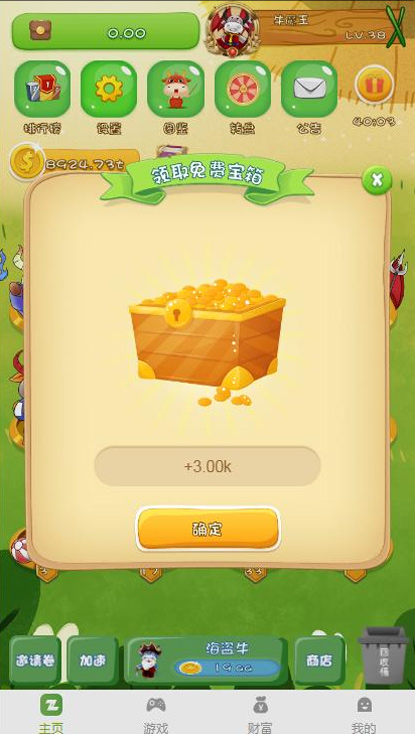 0.00
牛魔王
LV.38
排行榜
设置
图鉴
转盘
公告
40:03
8924.73t
领取免费宝箱
+3.00k
确定
33
邀请卷
加速
海盗牛
商店
回收桶
主页
游戏
财富
我的